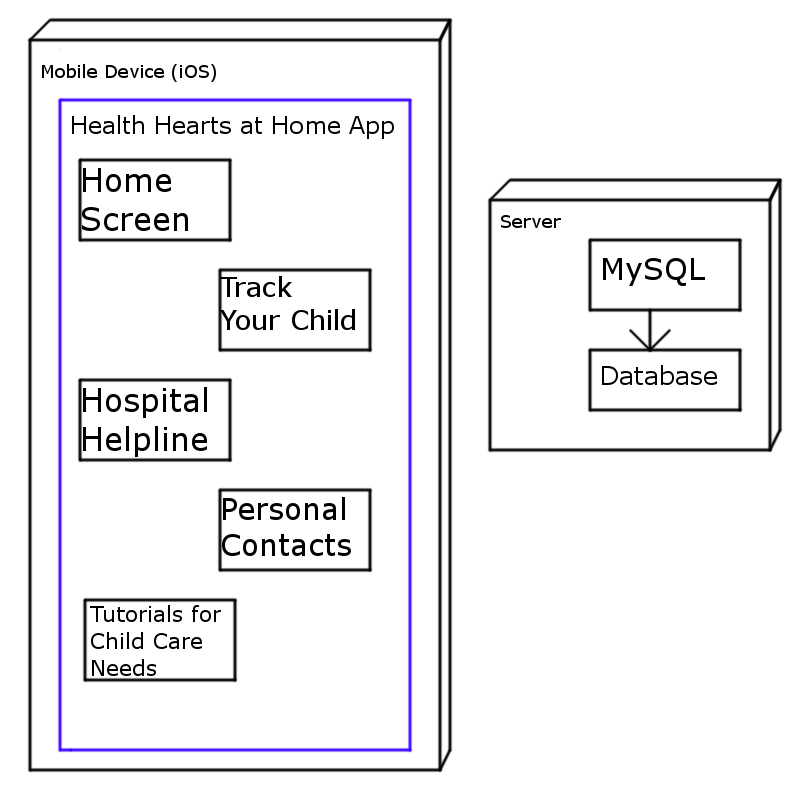 Mobile Device (iOS)
Health Hearts at Home App
Home
Screen
Track
Your Child
Hospital
Helpline
Personal
Contacts
Tutorials for
Child Care
Needs
Server
MySQL
Database